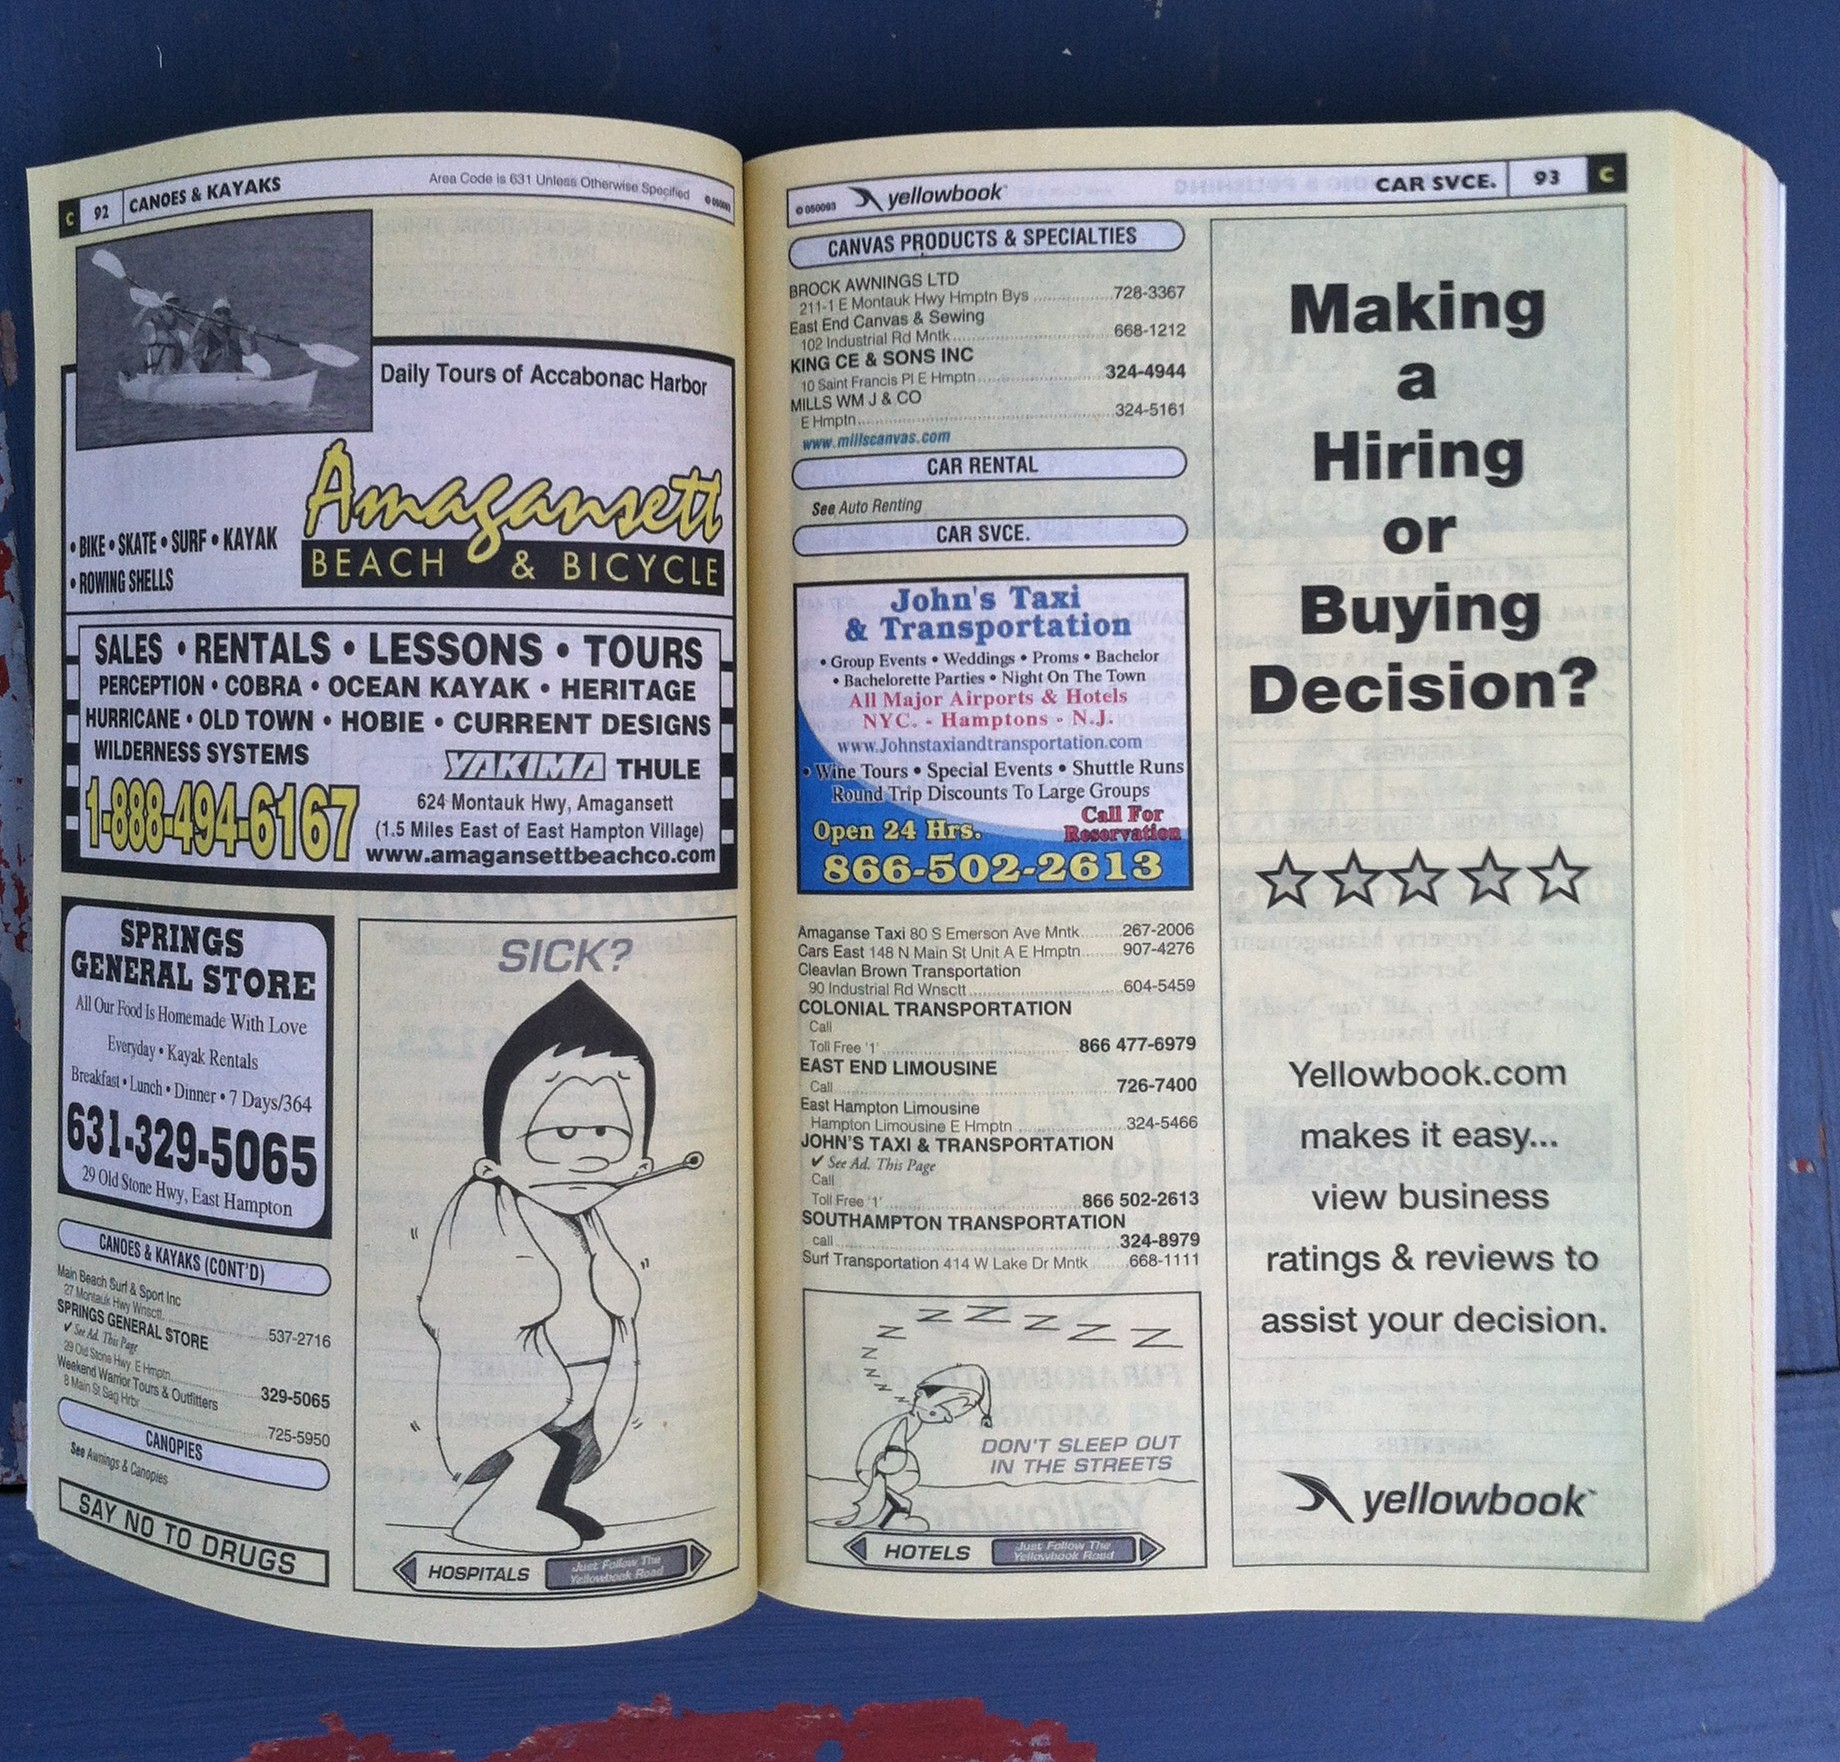 C 92 CANOES & KAYAKS Area Code is 631 Unless Otherwise Specified © 050093
Daily Tours of Accabonac Harbor
Amagansett
BEACH & BICYCLE
• BIKE • SKATE • SURF • KAYAK
• ROWING SHELLS
SALES • RENTALS • LESSONS • TOURS
PERCEPTION • COBRA • OCEAN KAYAK • HERITAGE
HURRICANE • OLD TOWN • HOBIE • CURRENT DESIGNS
WILDERNESS SYSTEMS
YAKIMA THULE
1-888-494-6167
624 Montauk Hwy, Amagansett
(1.5 Miles East of East Hampton Village)
www.amagansettbeachco.com
SPRINGS
GENERAL STORE
All Our Food Is Homemade With Love
Everyday • Kayak Rentals
Breakfast • Lunch • Dinner • 7 Days/364
631-329-5065
29 Old Stone Hwy, East Hampton
CANOES & KAYAKS (CONT'D)
Main Beach Surf & Sport Inc
27 Montauk Hwy Wnsctt 537-2716
SPRINGS GENERAL STORE
✓ See Ad. This Page
29 Old Stone Hwy E Hmptn 329-5065
Weekend Warrior Tours & Outfitters
8 Main St Sag Hrbr 725-5950
CANOPIES
See Awnings & Canopies
SAY NO TO DRUGS
SICK?
HOSPITALS
Just Follow The
Yellowbook Road
© 050093 yellowbook™ CAR SVCE. 93 C
CANVAS PRODUCTS & SPECIALTIES
BROCK AWNINGS LTD
211-1 E Montauk Hwy Hmptn Bys 728-3367
East End Canvas & Sewing
102 Industrial Rd Mntk 668-1212
KING CE & SONS INC
10 Saint Francis Pl E Hmptn 324-4944
MILLS WM J & CO
E Hmptn 324-5161
www.millscanvas.com
CAR RENTAL
See Auto Renting
CAR SVCE.
John's Taxi
& Transportation
• Group Events • Weddings • Proms • Bachelor
• Bachelorette Parties • Night On The Town
All Major Airports & Hotels
NYC. - Hamptons - N.J.
www.Johnstaxiandtransportation.com
• Wine Tours • Special Events • Shuttle Runs
Round Trip Discounts To Large Groups
Call For
Open 24 Hrs. Reservation
866-502-2613
Amaganse Taxi 80 S Emerson Ave Mntk 267-2006
Cars East 148 N Main St Unit A E Hmptn 907-4276
Cleavlan Brown Transportation
90 Industrial Rd Wnsctt 604-5459
COLONIAL TRANSPORTATION
Call
Toll Free '1' 866 477-6979
EAST END LIMOUSINE
Call 726-7400
East Hampton Limousine
Hampton Limousine E Hmptn 324-5466
JOHN'S TAXI & TRANSPORTATION
✓ See Ad. This Page
Call
Toll Free '1' 866 502-2613
SOUTHAMPTON TRANSPORTATION
call 324-8979
Surf Transportation 414 W Lake Dr Mntk 668-1111
Z Z Z Z Z Z Z Z Z Z Z Z
DON'T SLEEP OUT
IN THE STREETS
HOTELS
Just Follow The
Yellowbook Road
Making
a
Hiring
or
Buying
Decision?
Yellowbook.com
makes it easy...
view business
ratings & reviews to
assist your decision.
yellowbook™